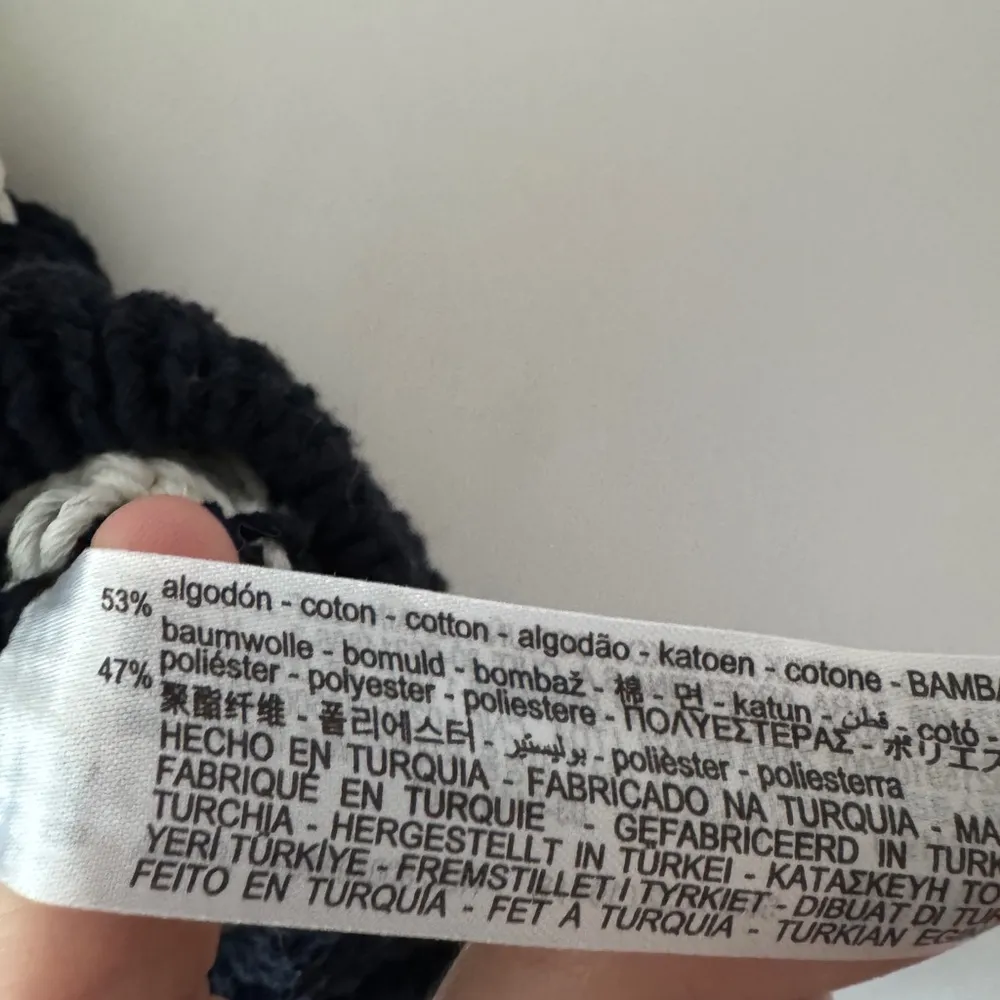 53% algodón - coton - cotton - algodão - katoen - cotone - BAMBA
baumwolle - bomuld - bombaž - 棉 - 면 - katun - قطن - cotó -
47% poliéster - polyester - poliestere - ΠΟΛΥΕΣΤΕΡΑΣ - ポリエス
聚酯纤维 - 폴리에스터 - بوليستير - polièster - poliesterra
HECHO EN TURQUIA - FABRICADO NA TURQUIA - MA
FABRIQUÉ EN TURQUIE - GEFABRICEERD IN TURK
TURCHIA - HERGESTELLT IN TÜRKEI - ΚΑΤΑΣΚΕΥΗ ΤΟ
YERİ TÜRKİYE - FREMSTILLET I TYRKIET - DIBUAT DI TUR
FEITO EN TURQUÍA - FET A TURQUIA - TURKIAN EG